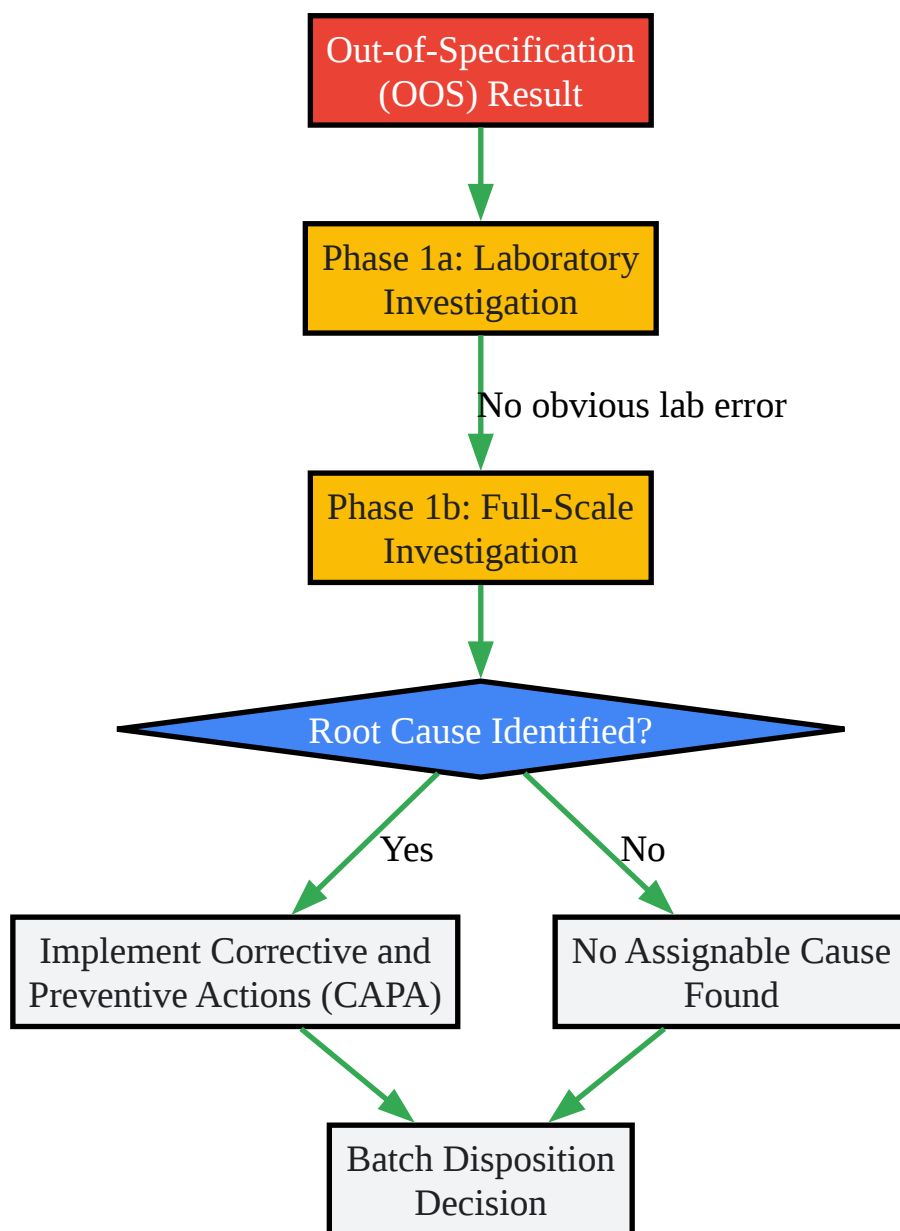 Out-of-Specification
(OOS) Result
Phase 1a: Laboratory
Investigation
No obvious lab error
Phase 1b: Full-Scale
Investigation
Root Cause Identified?
Yes
No
Implement Corrective and
Preventive Actions (CAPA)
No Assignable Cause
Found
Batch Disposition
Decision